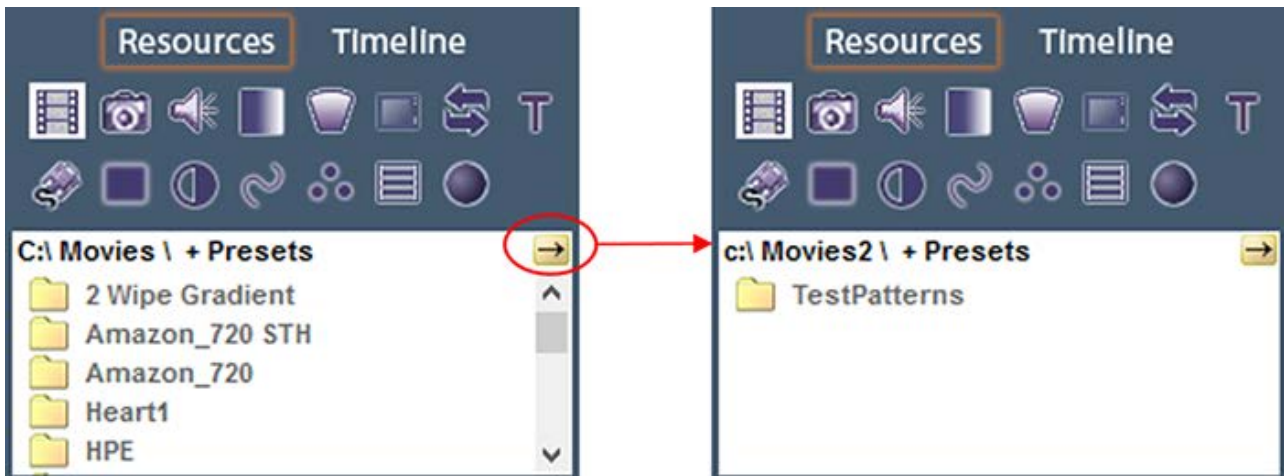 Resources Timeline
T
C:\ Movies \ + Presets →
2 Wipe Gradient
Amazon_720 STH
Amazon_720
Heart1
HPE
Resources Timeline
T
c:\ Movies2 \ + Presets →
TestPatterns